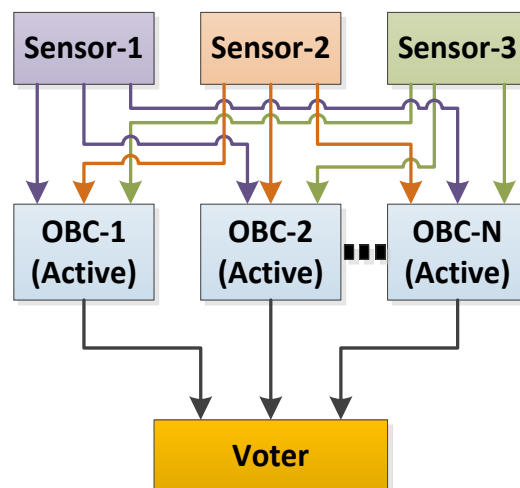 Sensor-1
Sensor-2
Sensor-3
OBC-1
(Active)
OBC-2
(Active)
OBC-N
(Active)
Voter